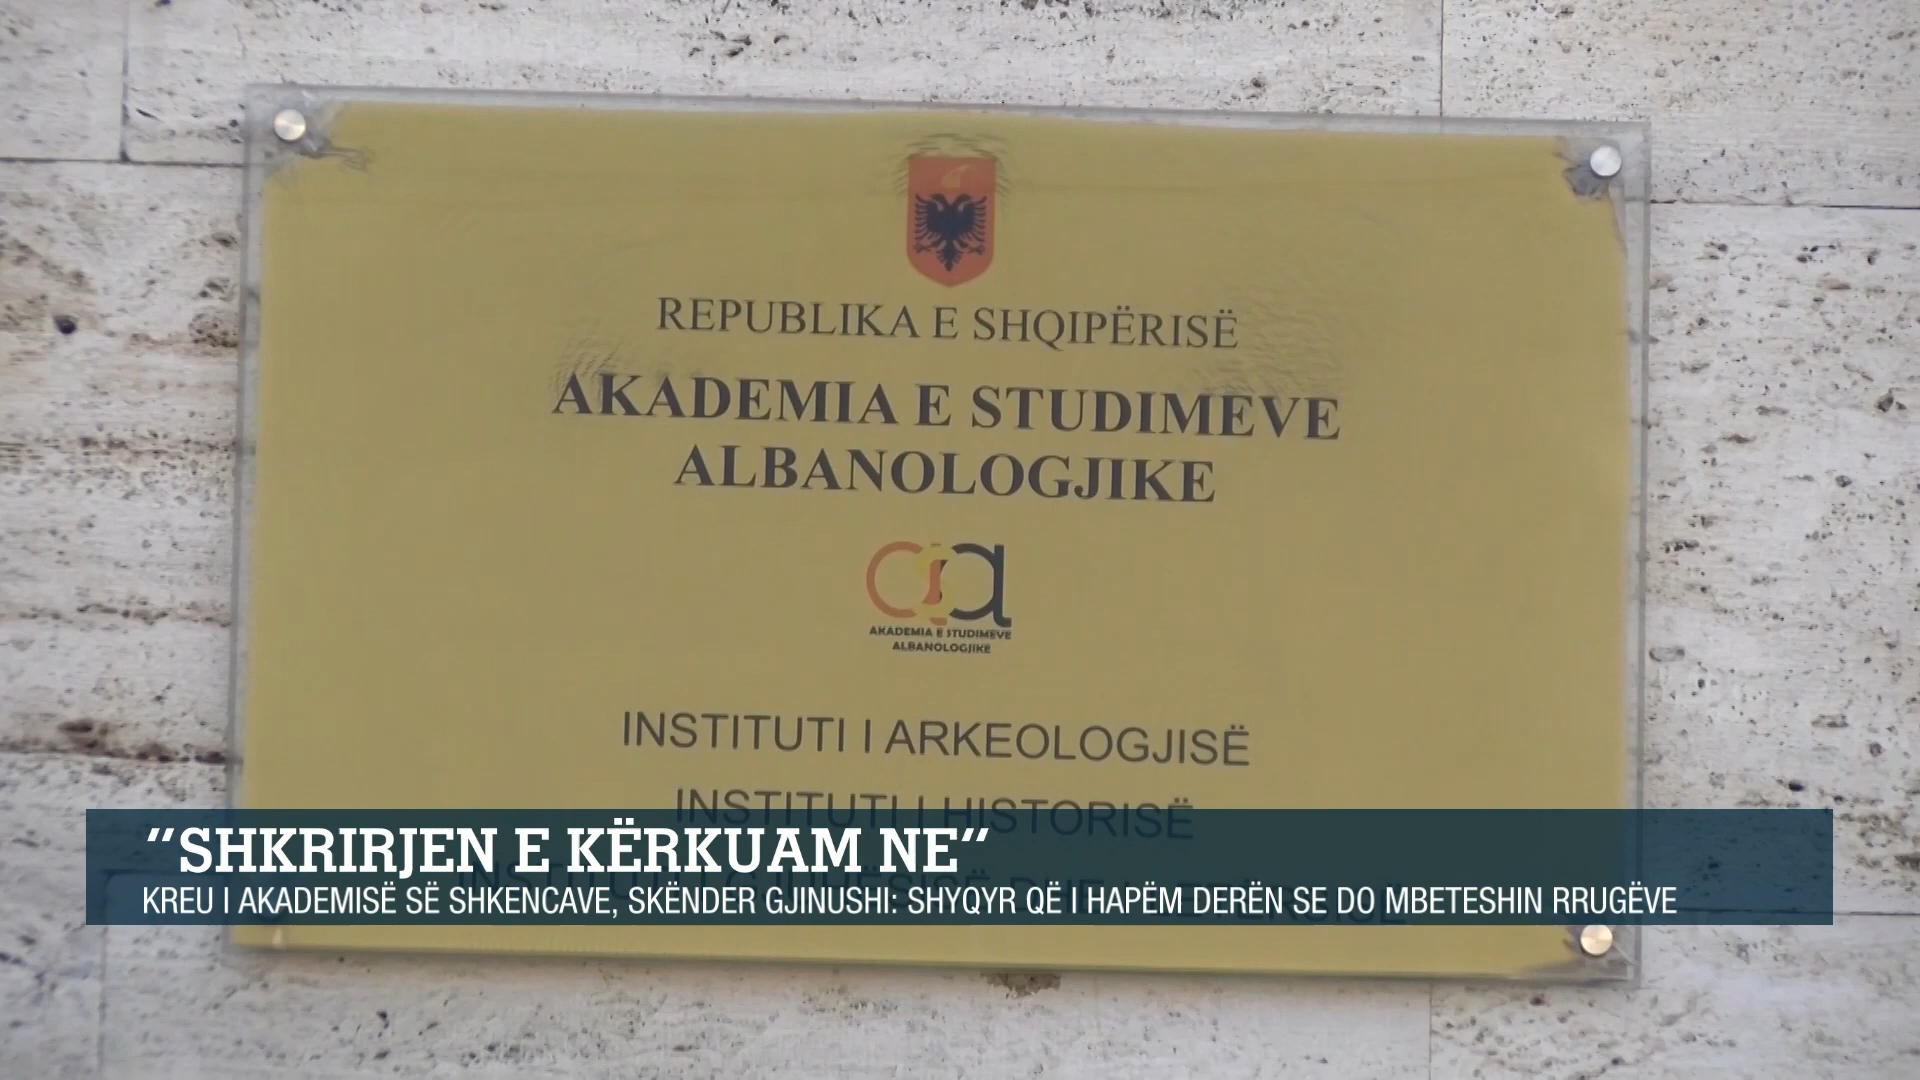 REPUBLIKA E SHQIPËRISË
AKADEMIA E STUDIMEVE
ALBANOLOGJIKE
asa
AKADEMIA E STUDIMEVE
ALBANOLOGJIKE
INSTITUTI I ARKEOLOGJISË
INSTITUTI I HISTORISË
“SHKRIRJEN E KËRKUAM NE”
KREU I AKADEMISË SË SHKENCAVE, SKËNDER GJINUSHI: SHYQYR QË I HAPËM DERËN SE DO MBETESHIN RRUGËVE